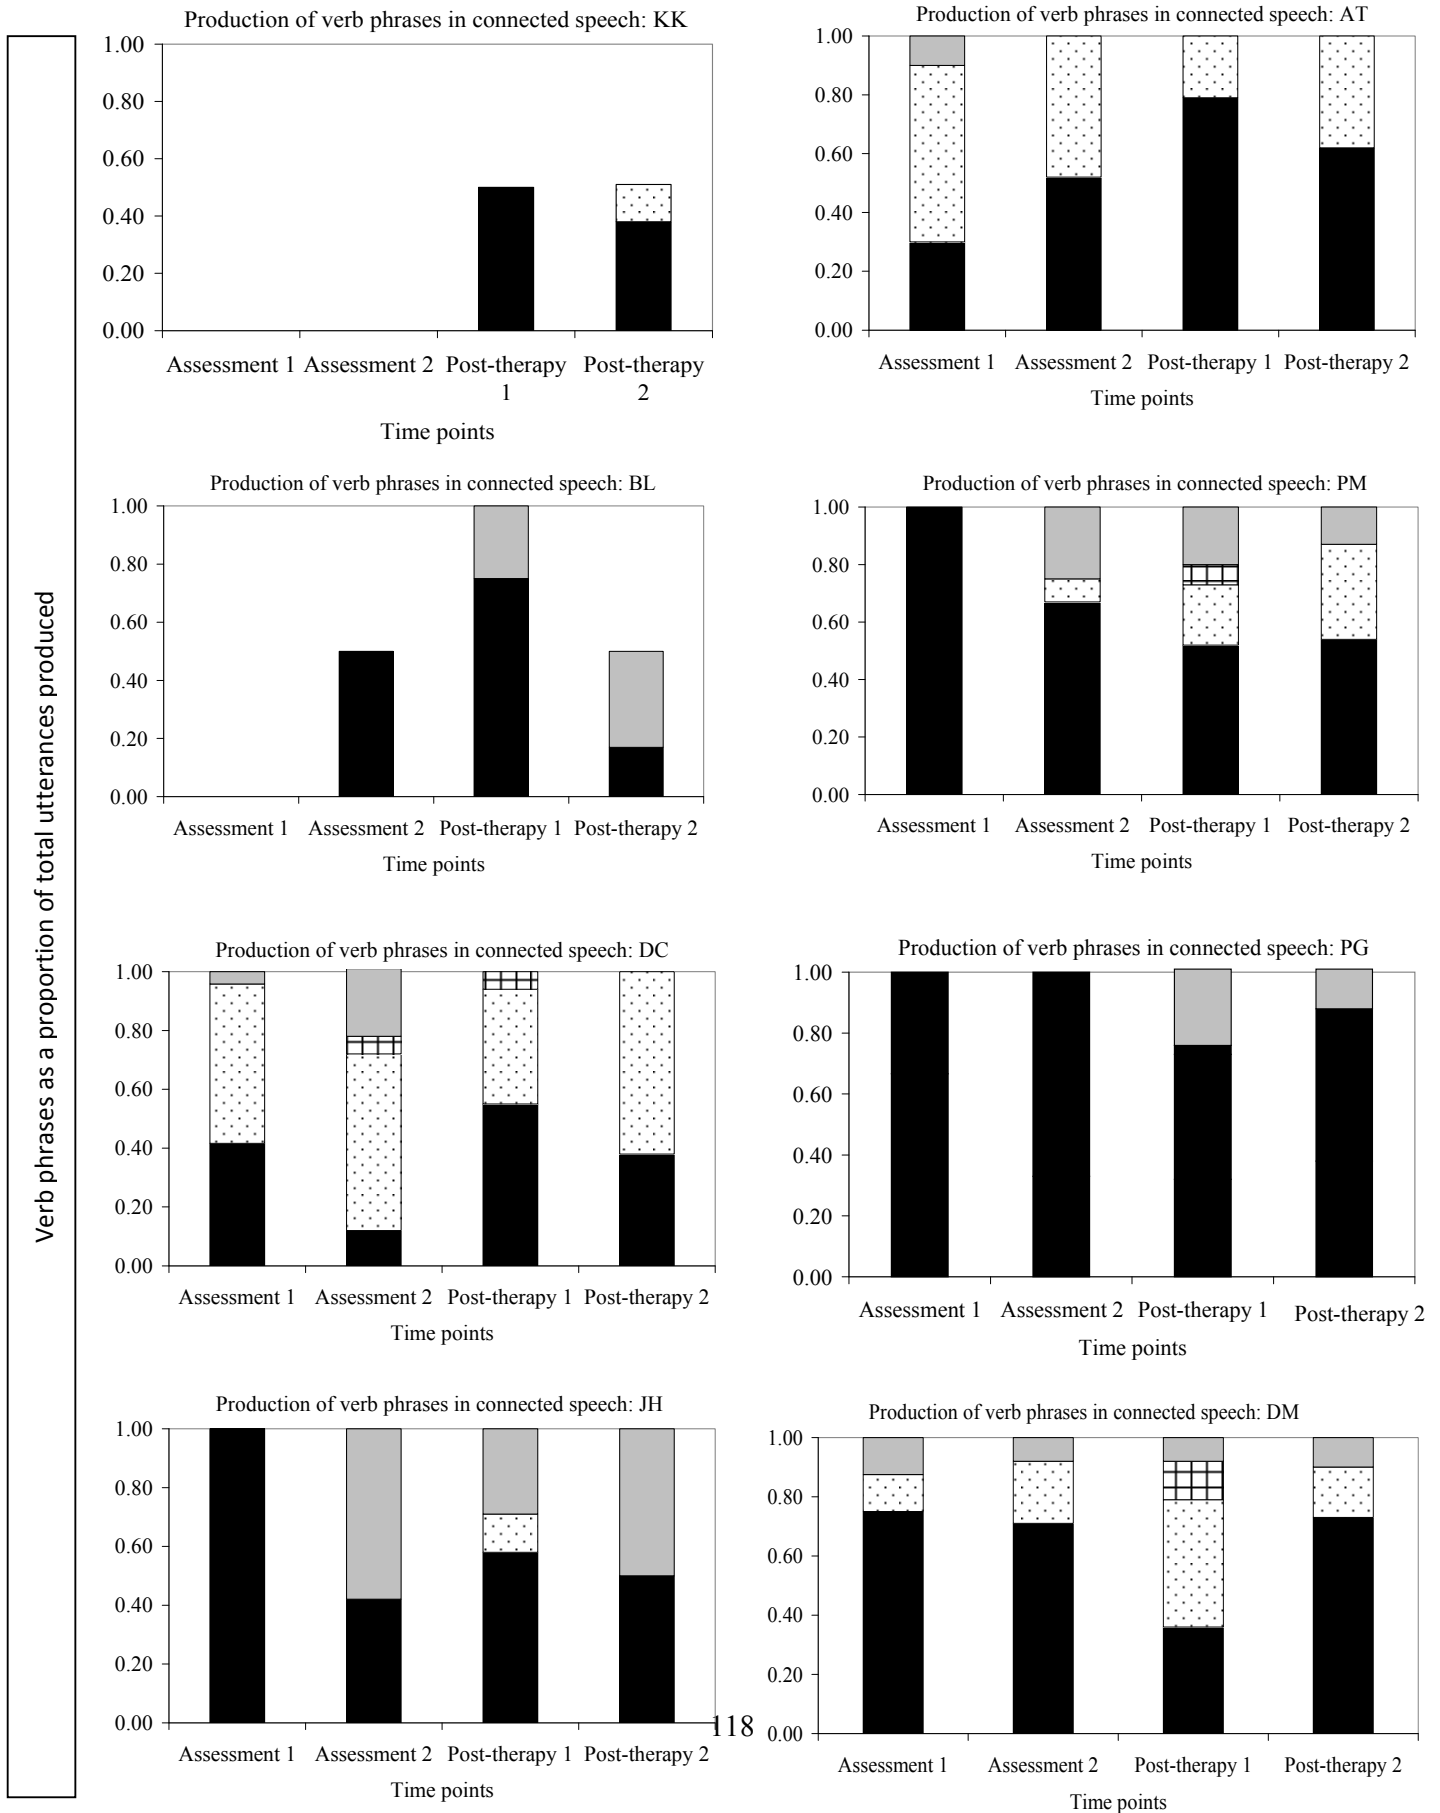 Verb phrases as a proportion of total utterances produced
Production of verb phrases in connected speech: KK
1.00
0.80
0.60
0.40
0.20
0.00
Assessment 1 Assessment 2 Post-therapy 1 Post-therapy 2
Time points
Production of verb phrases in connected speech: AT
1.00
0.80
0.60
0.40
0.20
0.00
Assessment 1 Assessment 2 Post-therapy 1 Post-therapy 2
Time points
Production of verb phrases in connected speech: BL
1.00
0.80
0.60
0.40
0.20
0.00
Assessment 1 Assessment 2 Post-therapy 1 Post-therapy 2
Time points
Production of verb phrases in connected speech: PM
1.00
0.80
0.60
0.40
0.20
0.00
Assessment 1 Assessment 2 Post-therapy 1 Post-therapy 2
Time points
Production of verb phrases in connected speech: DC
1.00
0.80
0.60
0.40
0.20
0.00
Assessment 1 Assessment 2 Post-therapy 1 Post-therapy 2
Time points
Production of verb phrases in connected speech: PG
1.00
0.80
0.60
0.40
0.20
0.00
Assessment 1 Assessment 2 Post-therapy 1 Post-therapy 2
Time points
Production of verb phrases in connected speech: JH
1.00
0.80
0.60
0.40
0.20
0.00
Assessment 1 Assessment 2 Post-therapy 1 Post-therapy 2
Time points
Production of verb phrases in connected speech: DM
1.00
0.80
0.60
0.40
0.20
0.00
Assessment 1 Assessment 2 Post-therapy 1 Post-therapy 2
Time points
118